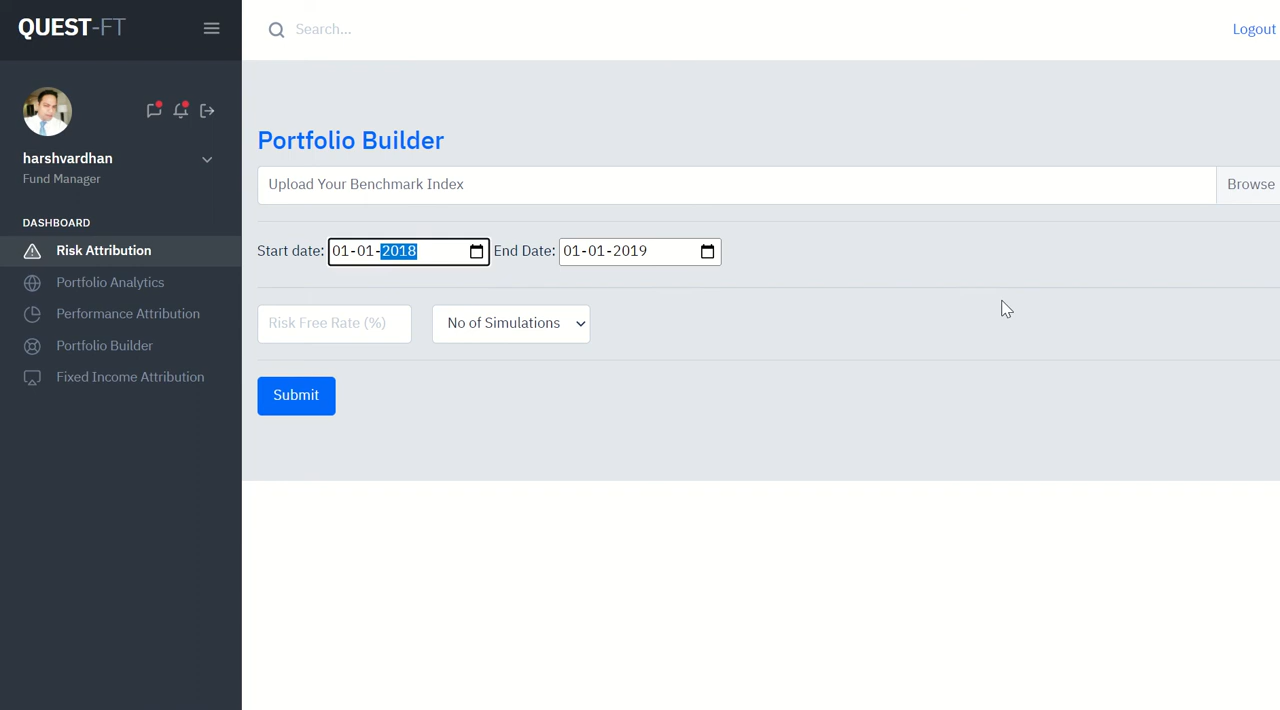 QUEST-FT
Search...
Logout
harshvardhan
Fund Manager
DASHBOARD
Risk Attribution
Portfolio Analytics
Performance Attribution
Portfolio Builder
Fixed Income Attribution
Portfolio Builder
Upload Your Benchmark Index Browse
Start date: 01-01-2018 End Date: 01-01-2019
Risk Free Rate (%) No of Simulations
Submit